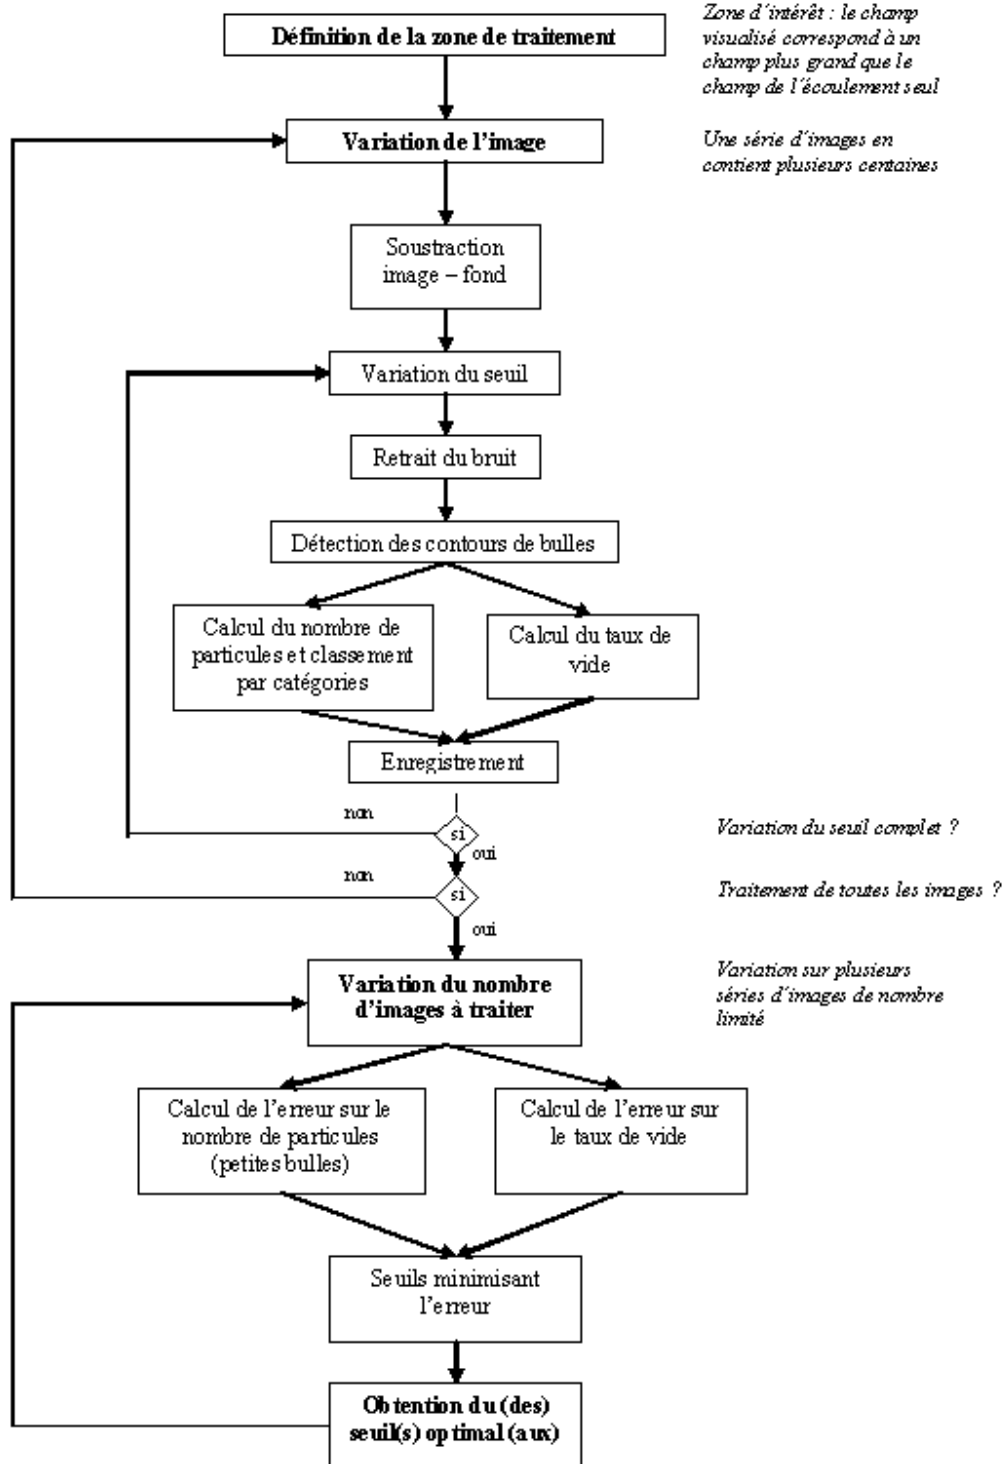 Définition de la zone de traitement
Zone d'intérêt : le champ
visualisé correspond à un
champ plus grand que le
champ de l'écoulement seul
Variation de l'image
Une série d'images en
contient plusieurs centaines
Soustraction
image – fond
Variation du seuil
Retrait du bruit
Détection des contours de bulles
Calcul du nombre de
particules et classement
par catégories
Calcul du taux de
vide
Enregistrement
non
si
oui
Variation du seuil complet ?
non
si
oui
Traitement de toutes les images ?
Variation du nombre
d'images à traiter
Variation sur plusieurs
séries d'images de nombre
limité
Calcul de l'erreur sur le
nombre de particules
(petites bulles)
Calcul de l'erreur sur
le taux de vide
Seuils minimisant
l'erreur
Obtention du (des)
seuil(s) optimal (aux)